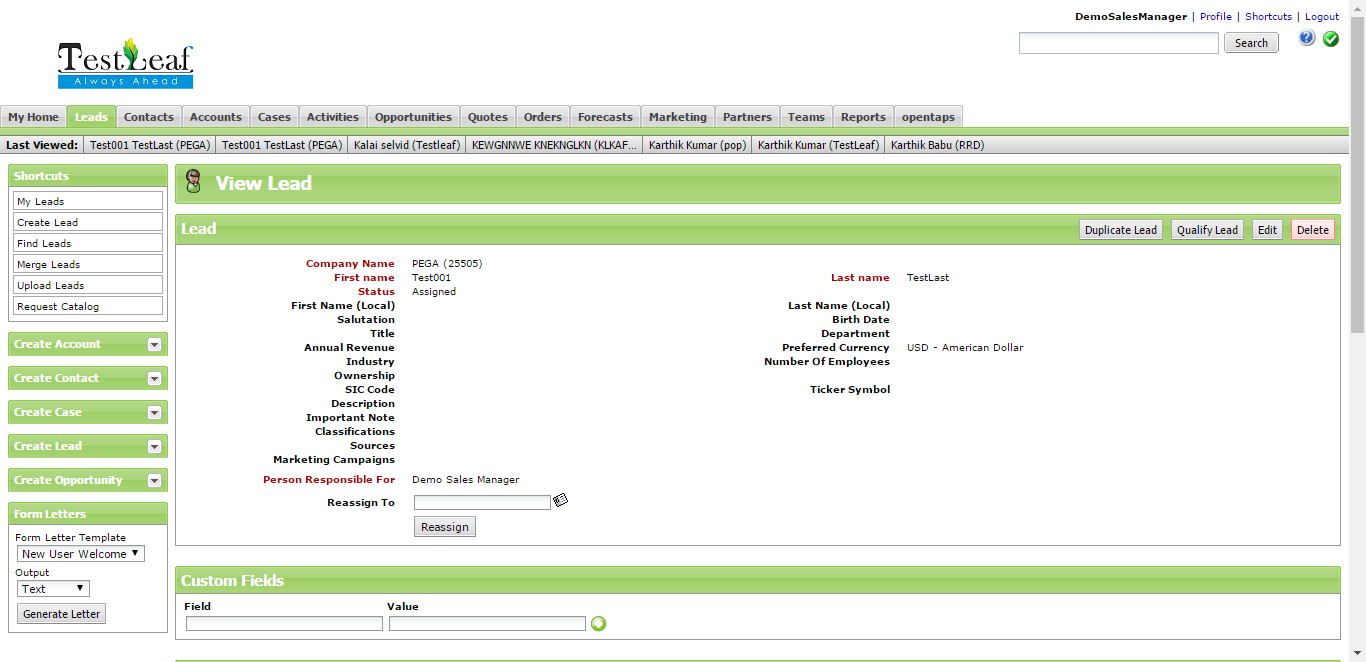 DemoSalesManager | Profile | Shortcuts | Logout
Search
TestLeaf
Always Ahead
My Home Leads Contacts Accounts Cases Activities Opportunities Quotes Orders Forecasts Marketing Partners Teams Reports opentaps
Last Viewed: Test001 TestLast (PEGA) Test001 TestLast (PEGA) Kalai selvid (Testleaf) KEWGNNWE KNEKNGLKN (KLKAF... Karthik Kumar (pop) Karthik Kumar (TestLeaf) Karthik Babu (RRD)
Shortcuts
My Leads
Create Lead
Find Leads
Merge Leads
Upload Leads
Request Catalog
Create Account
Create Contact
Create Case
Create Lead
Create Opportunity
Form Letters
Form Letter Template
New User Welcome
Output
Text
Generate Letter
View Lead
Lead Duplicate Lead Qualify Lead Edit Delete
Company Name PEGA (25505)
First name Test001 Last name TestLast
Status Assigned
First Name (Local) Last Name (Local)
Salutation Birth Date
Title Department
Annual Revenue Preferred Currency USD - American Dollar
Industry Number Of Employees
Ownership
SIC Code Ticker Symbol
Description
Important Note
Classifications
Sources
Marketing Campaigns
Person Responsible For Demo Sales Manager
Reassign To
Reassign
Custom Fields
Field Value